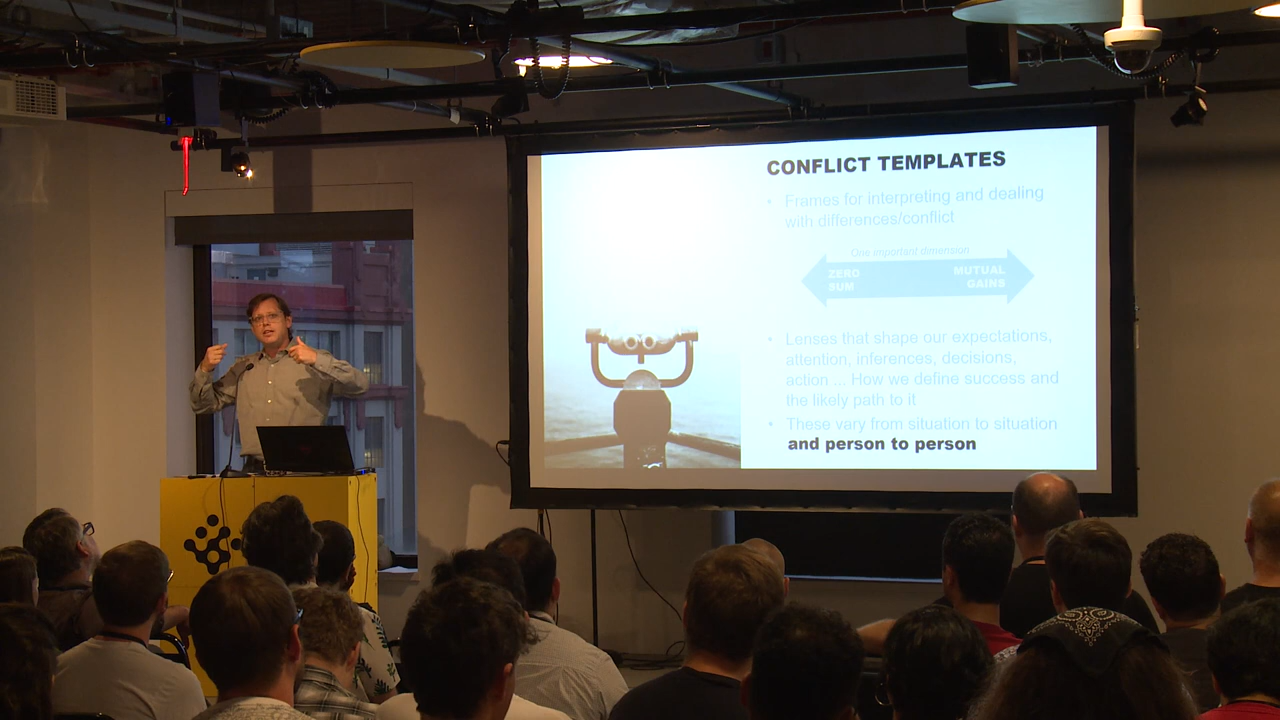 CONFLICT TEMPLATES
• Frames for interpreting and dealing
with differences/conflict
One important dimension
ZERO
SUM
MUTUAL
GAINS
• Lenses that shape our expectations,
attention, inferences, decisions,
action ... How we define success and
the likely path to it
• These vary from situation to situation
and person to person